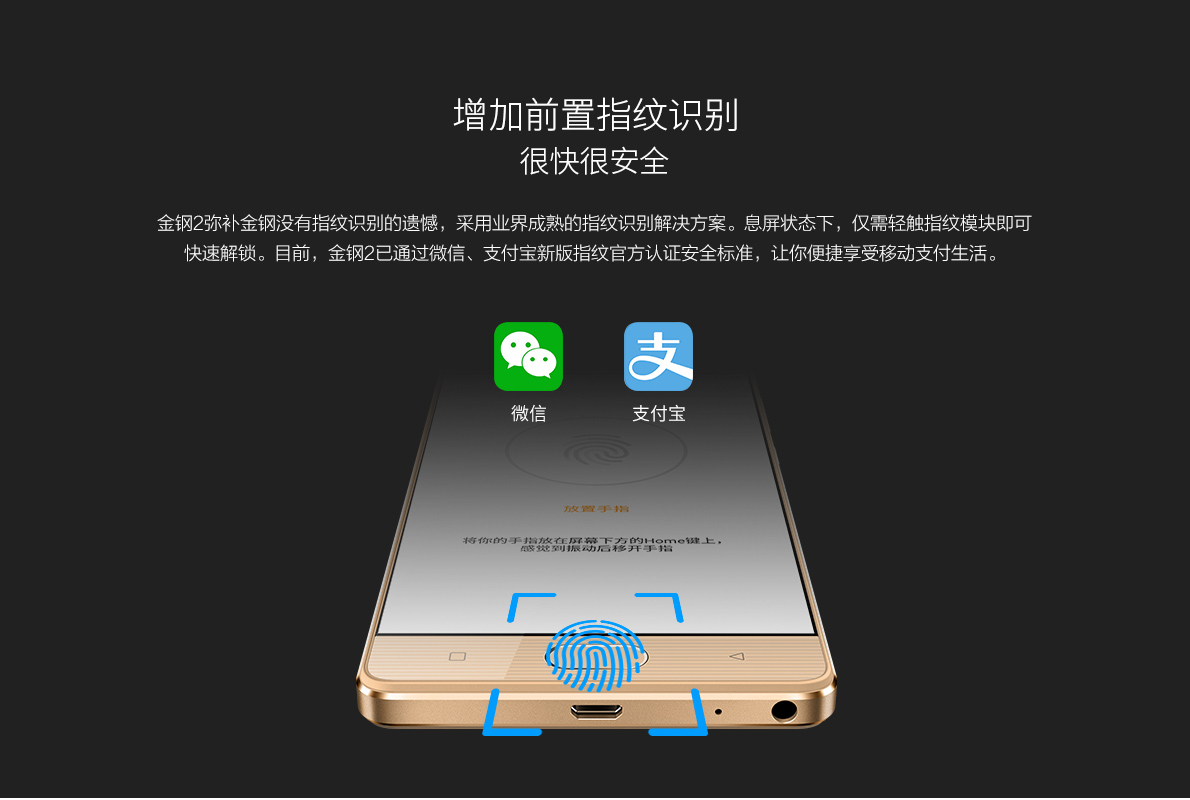 增加前置指纹识别
很快很安全
金钢2弥补金钢没有指纹识别的遗憾，采用业界成熟的指纹识别解决方案。息屏状态下，仅需轻触指纹模块即可
快速解锁。目前，金钢2已通过微信、支付宝新版指纹官方认证安全标准，让你便捷享受移动支付生活。
支
微信 支付宝
放置手指
将你的手指放在屏幕下方的Home键上，
感觉到振动后移开手指